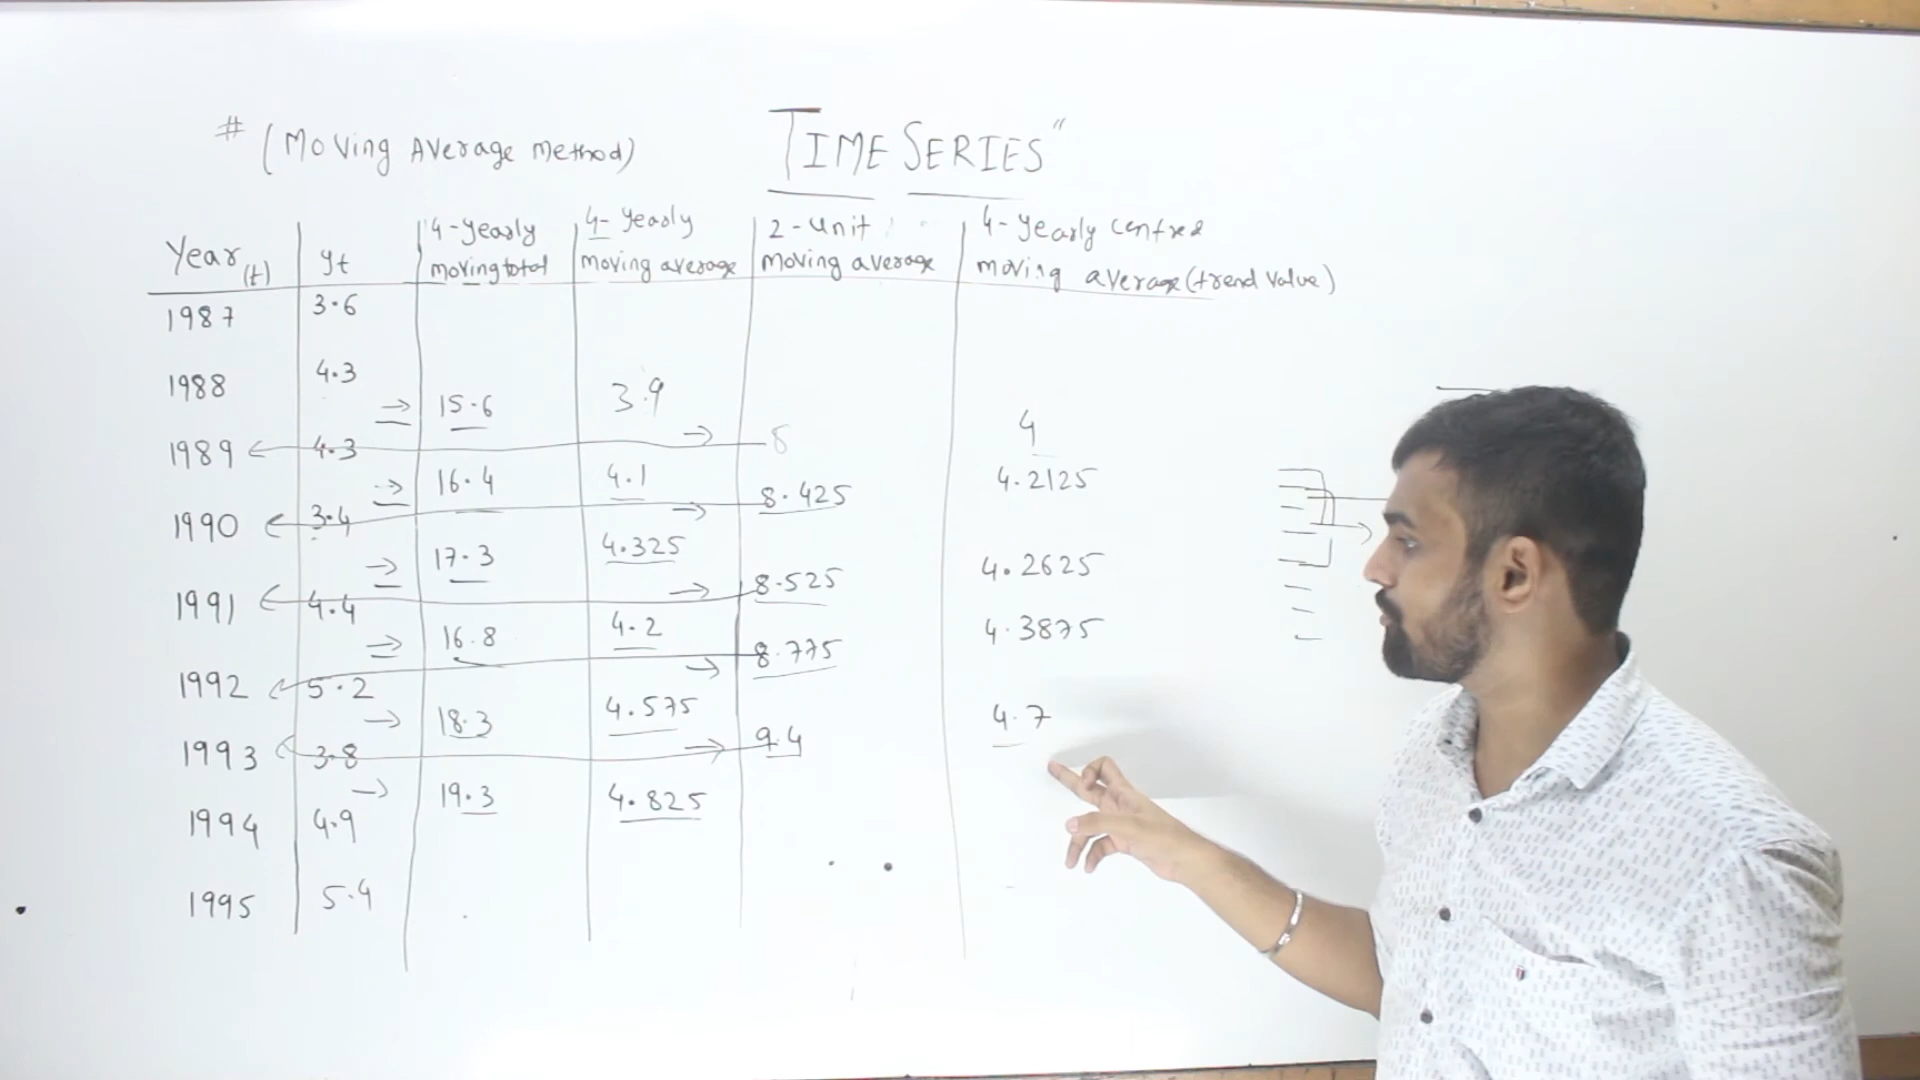 # (Moving Average Method)
TIME SERIES"
Year (t) yt 4-yearly moving total 4-yearly moving average 2-unit moving average 4-yearly centred moving average (trend value)
1987 3.6
1988 4.3
15.6 3.9
1989 4.3 8 4
16.4 4.1
1990 3.4 8.425 4.2125
17.3 4.325
1991 4.4 8.525 4.2625
16.8 4.2
1992 5.2 8.775 4.3875
18.3 4.575
1993 3.8 9.4 4.7
19.3 4.825
1994 4.9
1995 5.4